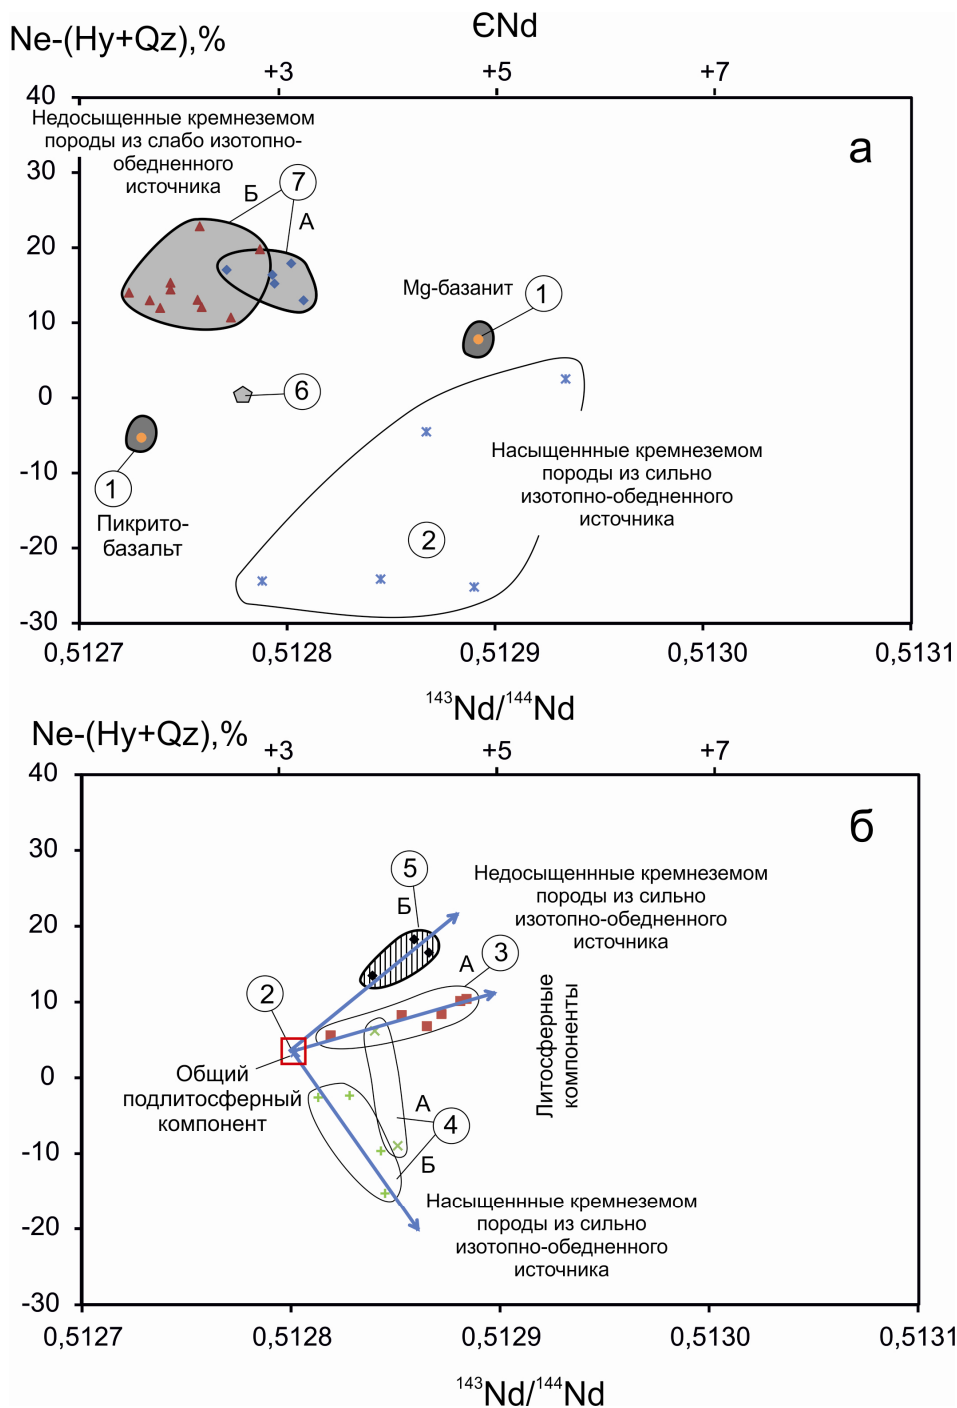 ЄNd
Ne-(Hy+Qz),%
+3
+5
+7
40
Недосыщенные кремнеземом
породы из слабо изотопно-
обедненного
источника
а
30
7
Б
А
20
Mg-базанит
1
10
6
0
Насыщеннные кремнеземом
породы из сильно
изотопно-обедненного
источника
-10
1
Пикрито-
базальт
2
-20
-30
0,5127
0,5128
0,5129
0,5130
0,5131
143Nd/144Nd
Ne-(Hy+Qz),%
+3
+5
+7
40
б
30
5
Недосыщеннные кремнеземом
породы из сильно
изотопно-обедненного
источника
Б
20
3
А
2
10
Литосферные
компоненты
0
Общий
подлитосферный
компонент
А
4
-10
Б
Насыщеннные кремнеземом
породы из сильно
изотопно-обедненного
источника
-20
-30
0,5127
0,5128
0,5129
0,5130
0,5131
143Nd/144Nd